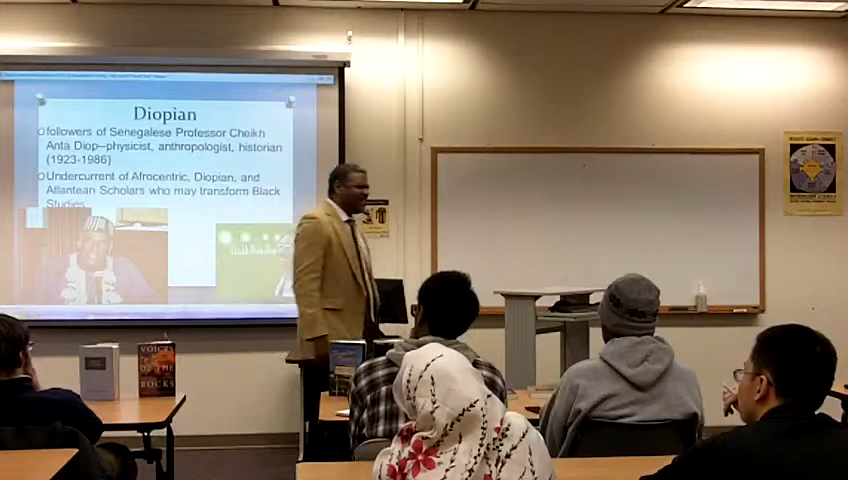 Diopian
followers of Senegalese Professor Cheikh
Anta Diop–physicist, anthropologist, historian
(1923-1986)
Undercurrent of Afrocentric, Diopian, and
Atlantean Scholars who may transform Black
Studies
VOICES
OF THE
ROCKS